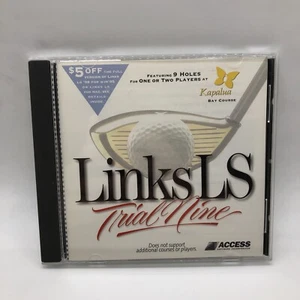 $5 OFF
FEATURING 9 HOLES
FOR ONE OR TWO PLAYERS AT
Kapalua
BAY COURSE
Links LS
Trial Nine
Does not support
additional courses or players.
ACCESS